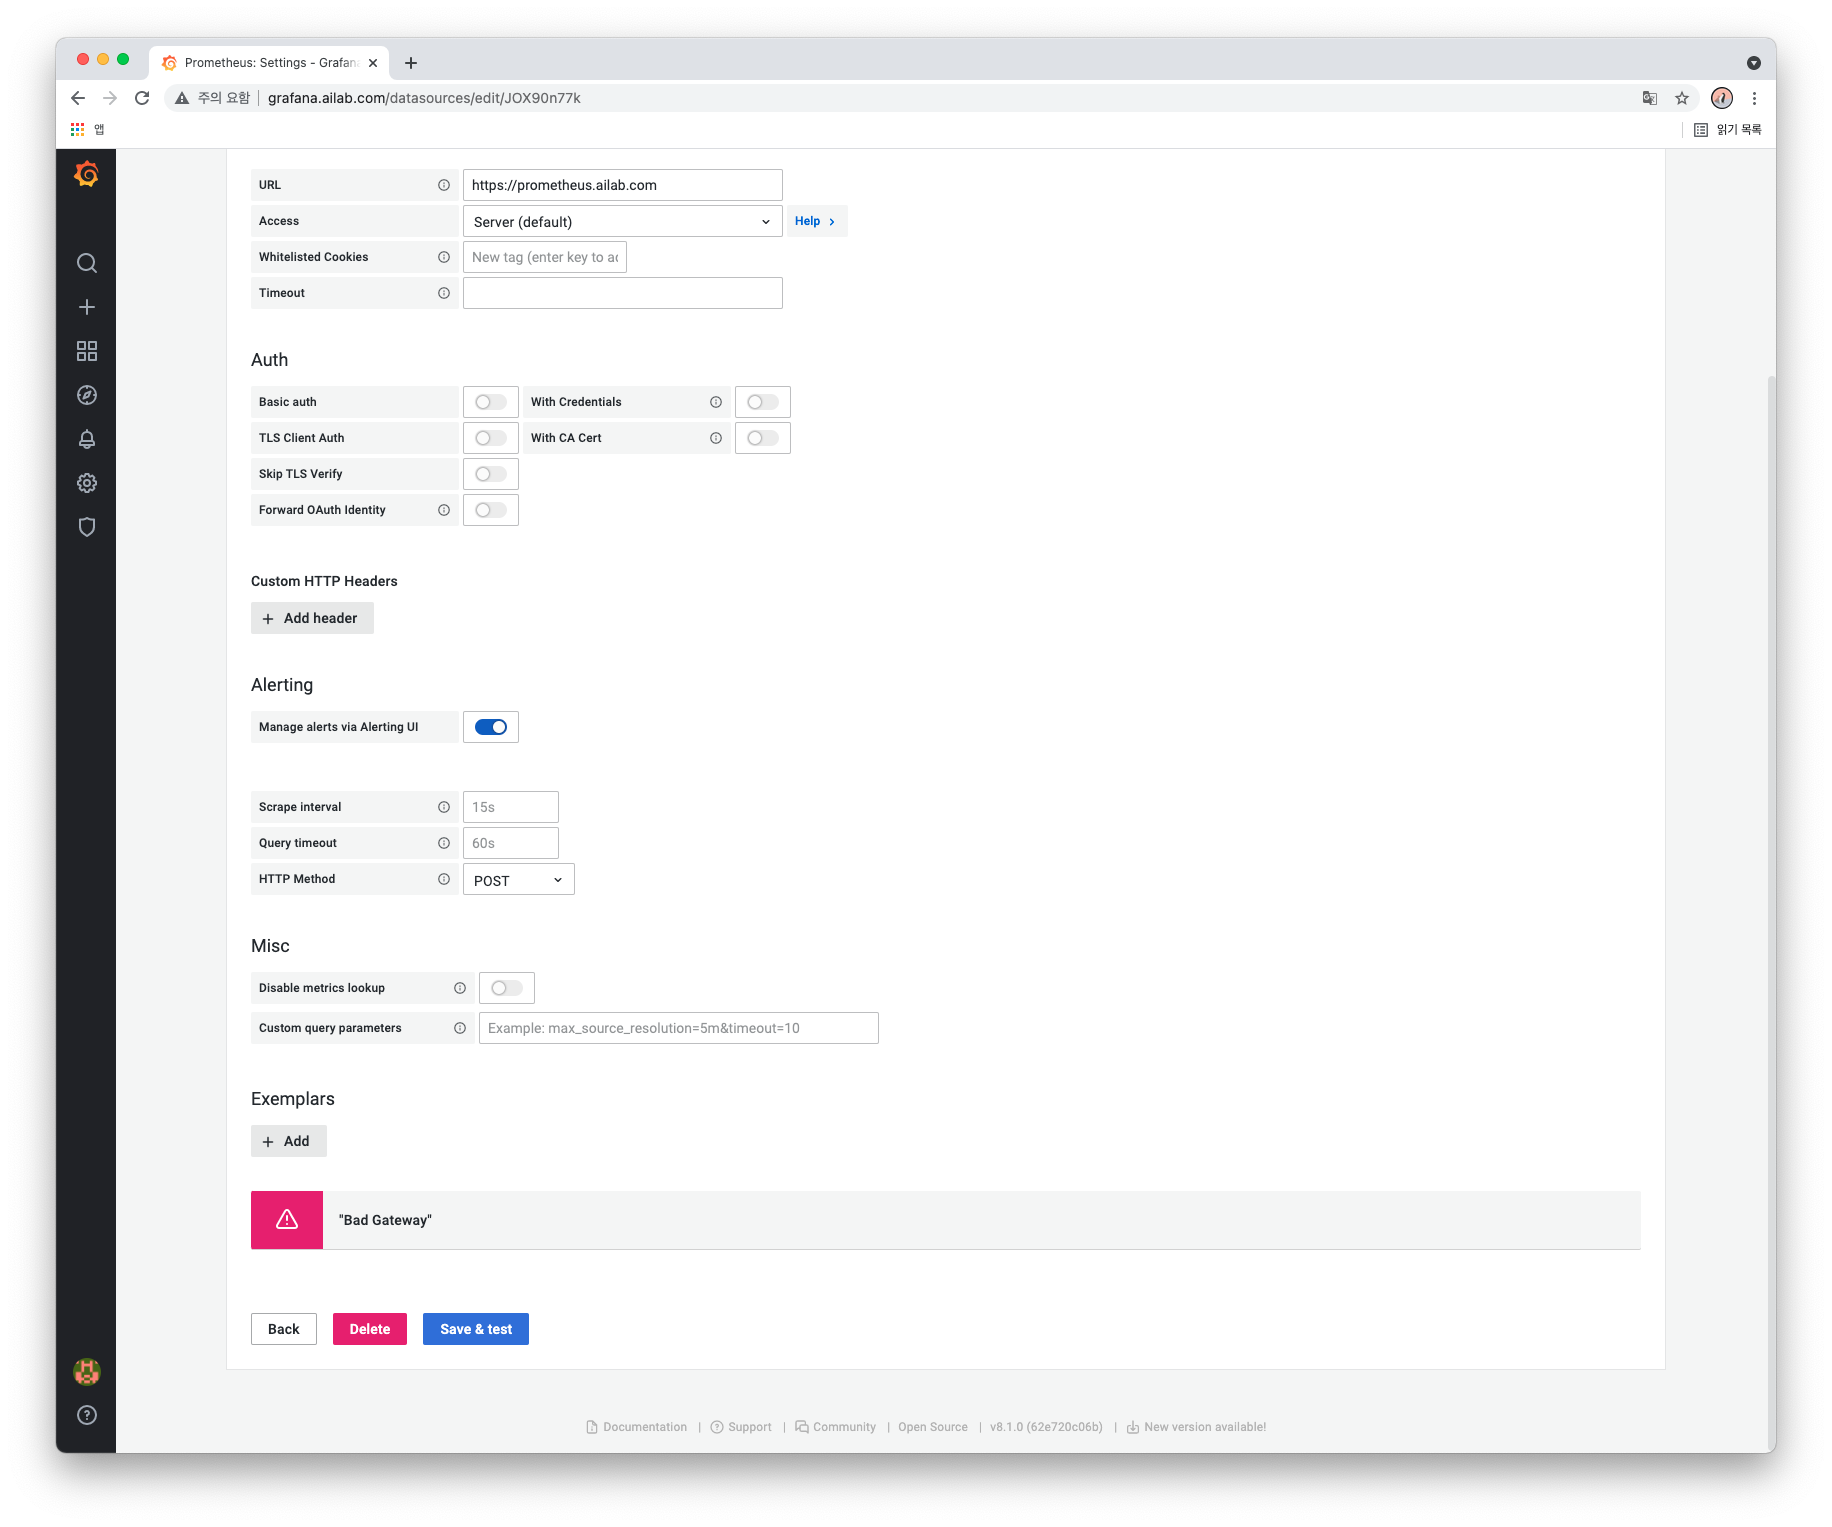 Prometheus: Settings - Grafana
주의 요함 grafana.ailab.com/datasources/edit/JOX90n77k
앱 읽기 목록
URL https://prometheus.ailab.com
Access Server (default) Help
Whitelisted Cookies New tag (enter key to ac
Timeout
Auth
Basic auth With Credentials
TLS Client Auth With CA Cert
Skip TLS Verify
Forward OAuth Identity
Custom HTTP Headers
+ Add header
Alerting
Manage alerts via Alerting UI
Scrape interval 15s
Query timeout 60s
HTTP Method POST
Misc
Disable metrics lookup
Custom query parameters Example: max_source_resolution=5m&timeout=10
Exemplars
+ Add
"Bad Gateway"
Back Delete Save & test
Documentation | Support | Community | Open Source | v8.1.0 (62e720c06b) | New version available!